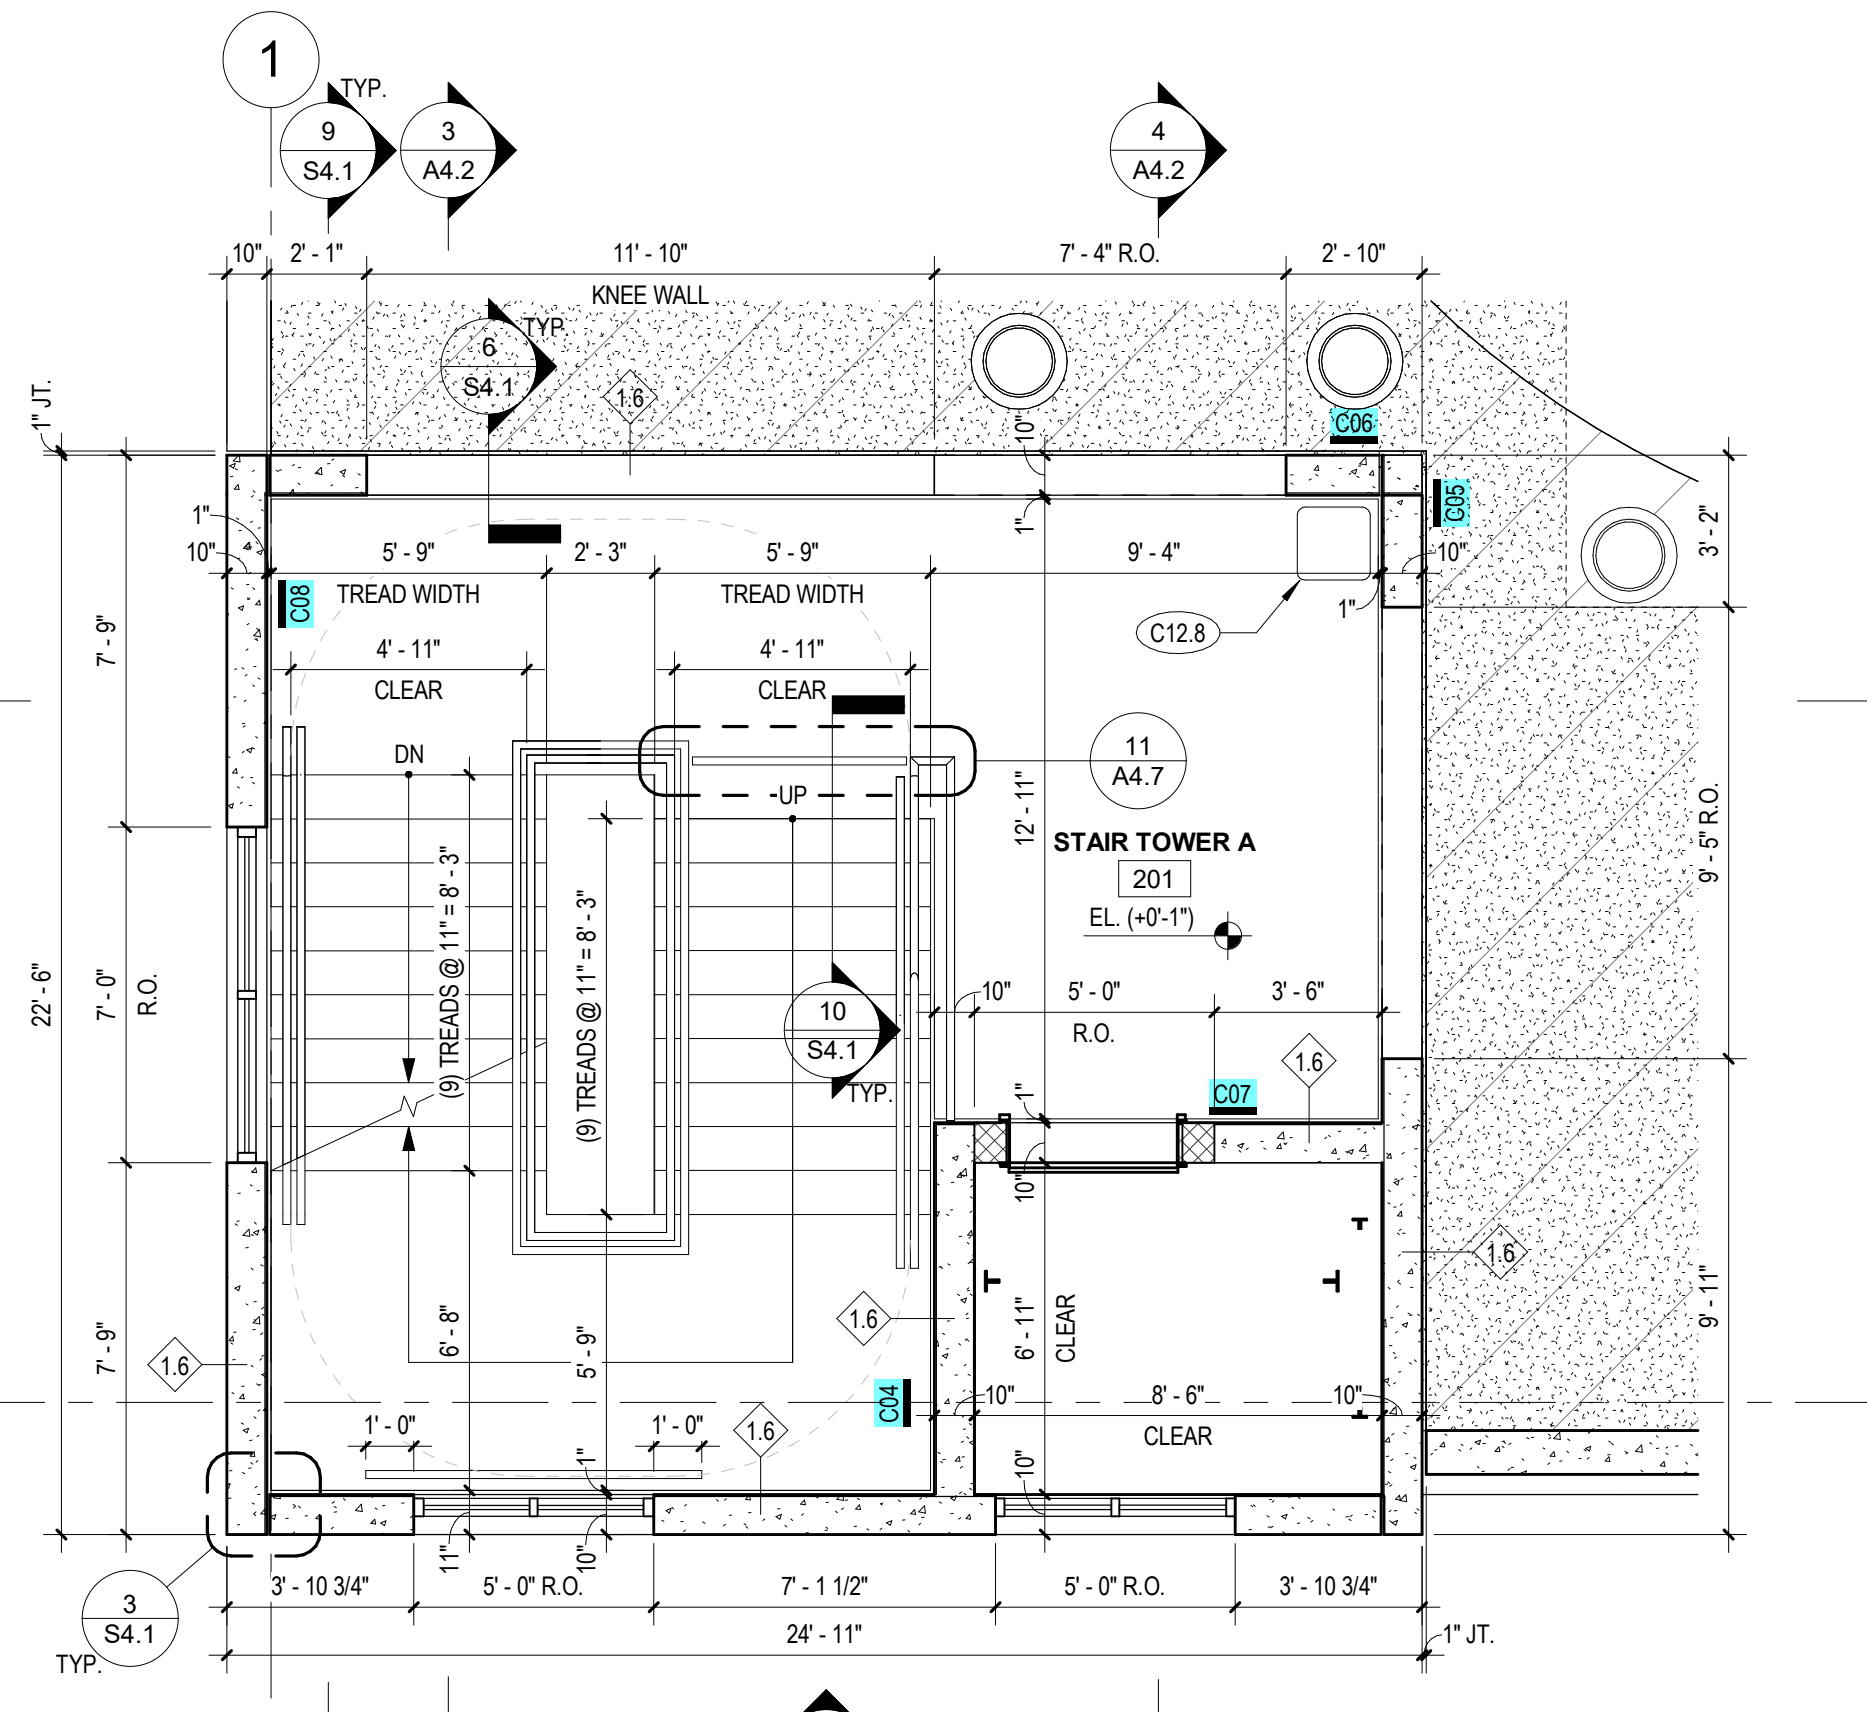 1
TYP.
9
S4.1
3
A4.2
4
A4.2
10"
2' - 1"
11' - 10"
7' - 4" R.O.
2' - 10"
KNEE WALL
TYP
6
S4.1
1.6
10"
C06
1" JT.
C05
1"
1"
10"
5' - 9"
2' - 3"
5' - 9"
9' - 4"
10"
3' - 2"
TREAD WIDTH
TREAD WIDTH
C08
1"
C12.8
7' - 9"
4' - 11"
4' - 11"
CLEAR
CLEAR
DN
11
A4.7
UP
12' - 11"
STAIR TOWER A
201
EL. (+0'-1")
9' - 5" R.O.
(9) TREADS @ 11" = 8' - 3"
(9) TREADS @ 11" = 8' - 3"
22' - 6"
7' - 0"
R.O.
10"
5' - 0"
3' - 6"
R.O.
10
S4.1
TYP.
1.6
C07
1"
10"
1.6
1.6
6' - 8"
5' - 9"
6' - 11"
CLEAR
9' - 11"
7' - 9"
1.6
C04
10"
8' - 6"
10"
CLEAR
1' - 0"
1' - 0"
1.6
1"
10"
11"
10"
3' - 10 3/4"
5' - 0" R.O.
7' - 1 1/2"
5' - 0" R.O.
3' - 10 3/4"
3
S4.1
TYP.
24' - 11"
1" JT.